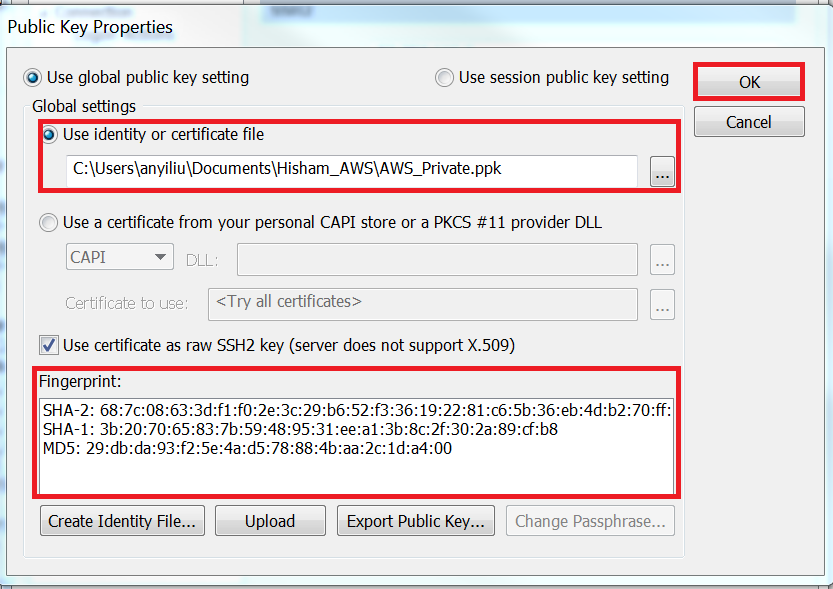 Public Key Properties
Use global public key setting
Use session public key setting
OK
Global settings
Cancel
Use identity or certificate file
C:\Users\anyiliu\Documents\Hisham_AWS\AWS_Private.ppk
...
Use a certificate from your personal CAPI store or a PKCS #11 provider DLL
CAPI
DLL:
...
Certificate to use:
<Try all certificates>
...
Use certificate as raw SSH2 key (server does not support X.509)
Fingerprint:
SHA-2: 68:7c:08:63:3d:f1:f0:2e:3c:29:b6:52:f3:36:19:22:81:c6:5b:36:eb:4d:b2:70:ff:
SHA-1: 3b:20:70:65:83:7b:59:48:95:31:ee:a1:3b:8c:2f:30:2a:89:cf:b8
MD5: 29:db:da:93:f2:5e:4a:d5:78:88:4b:aa:2c:1d:a4:00
Create Identity File...
Upload
Export Public Key...
Change Passphrase...